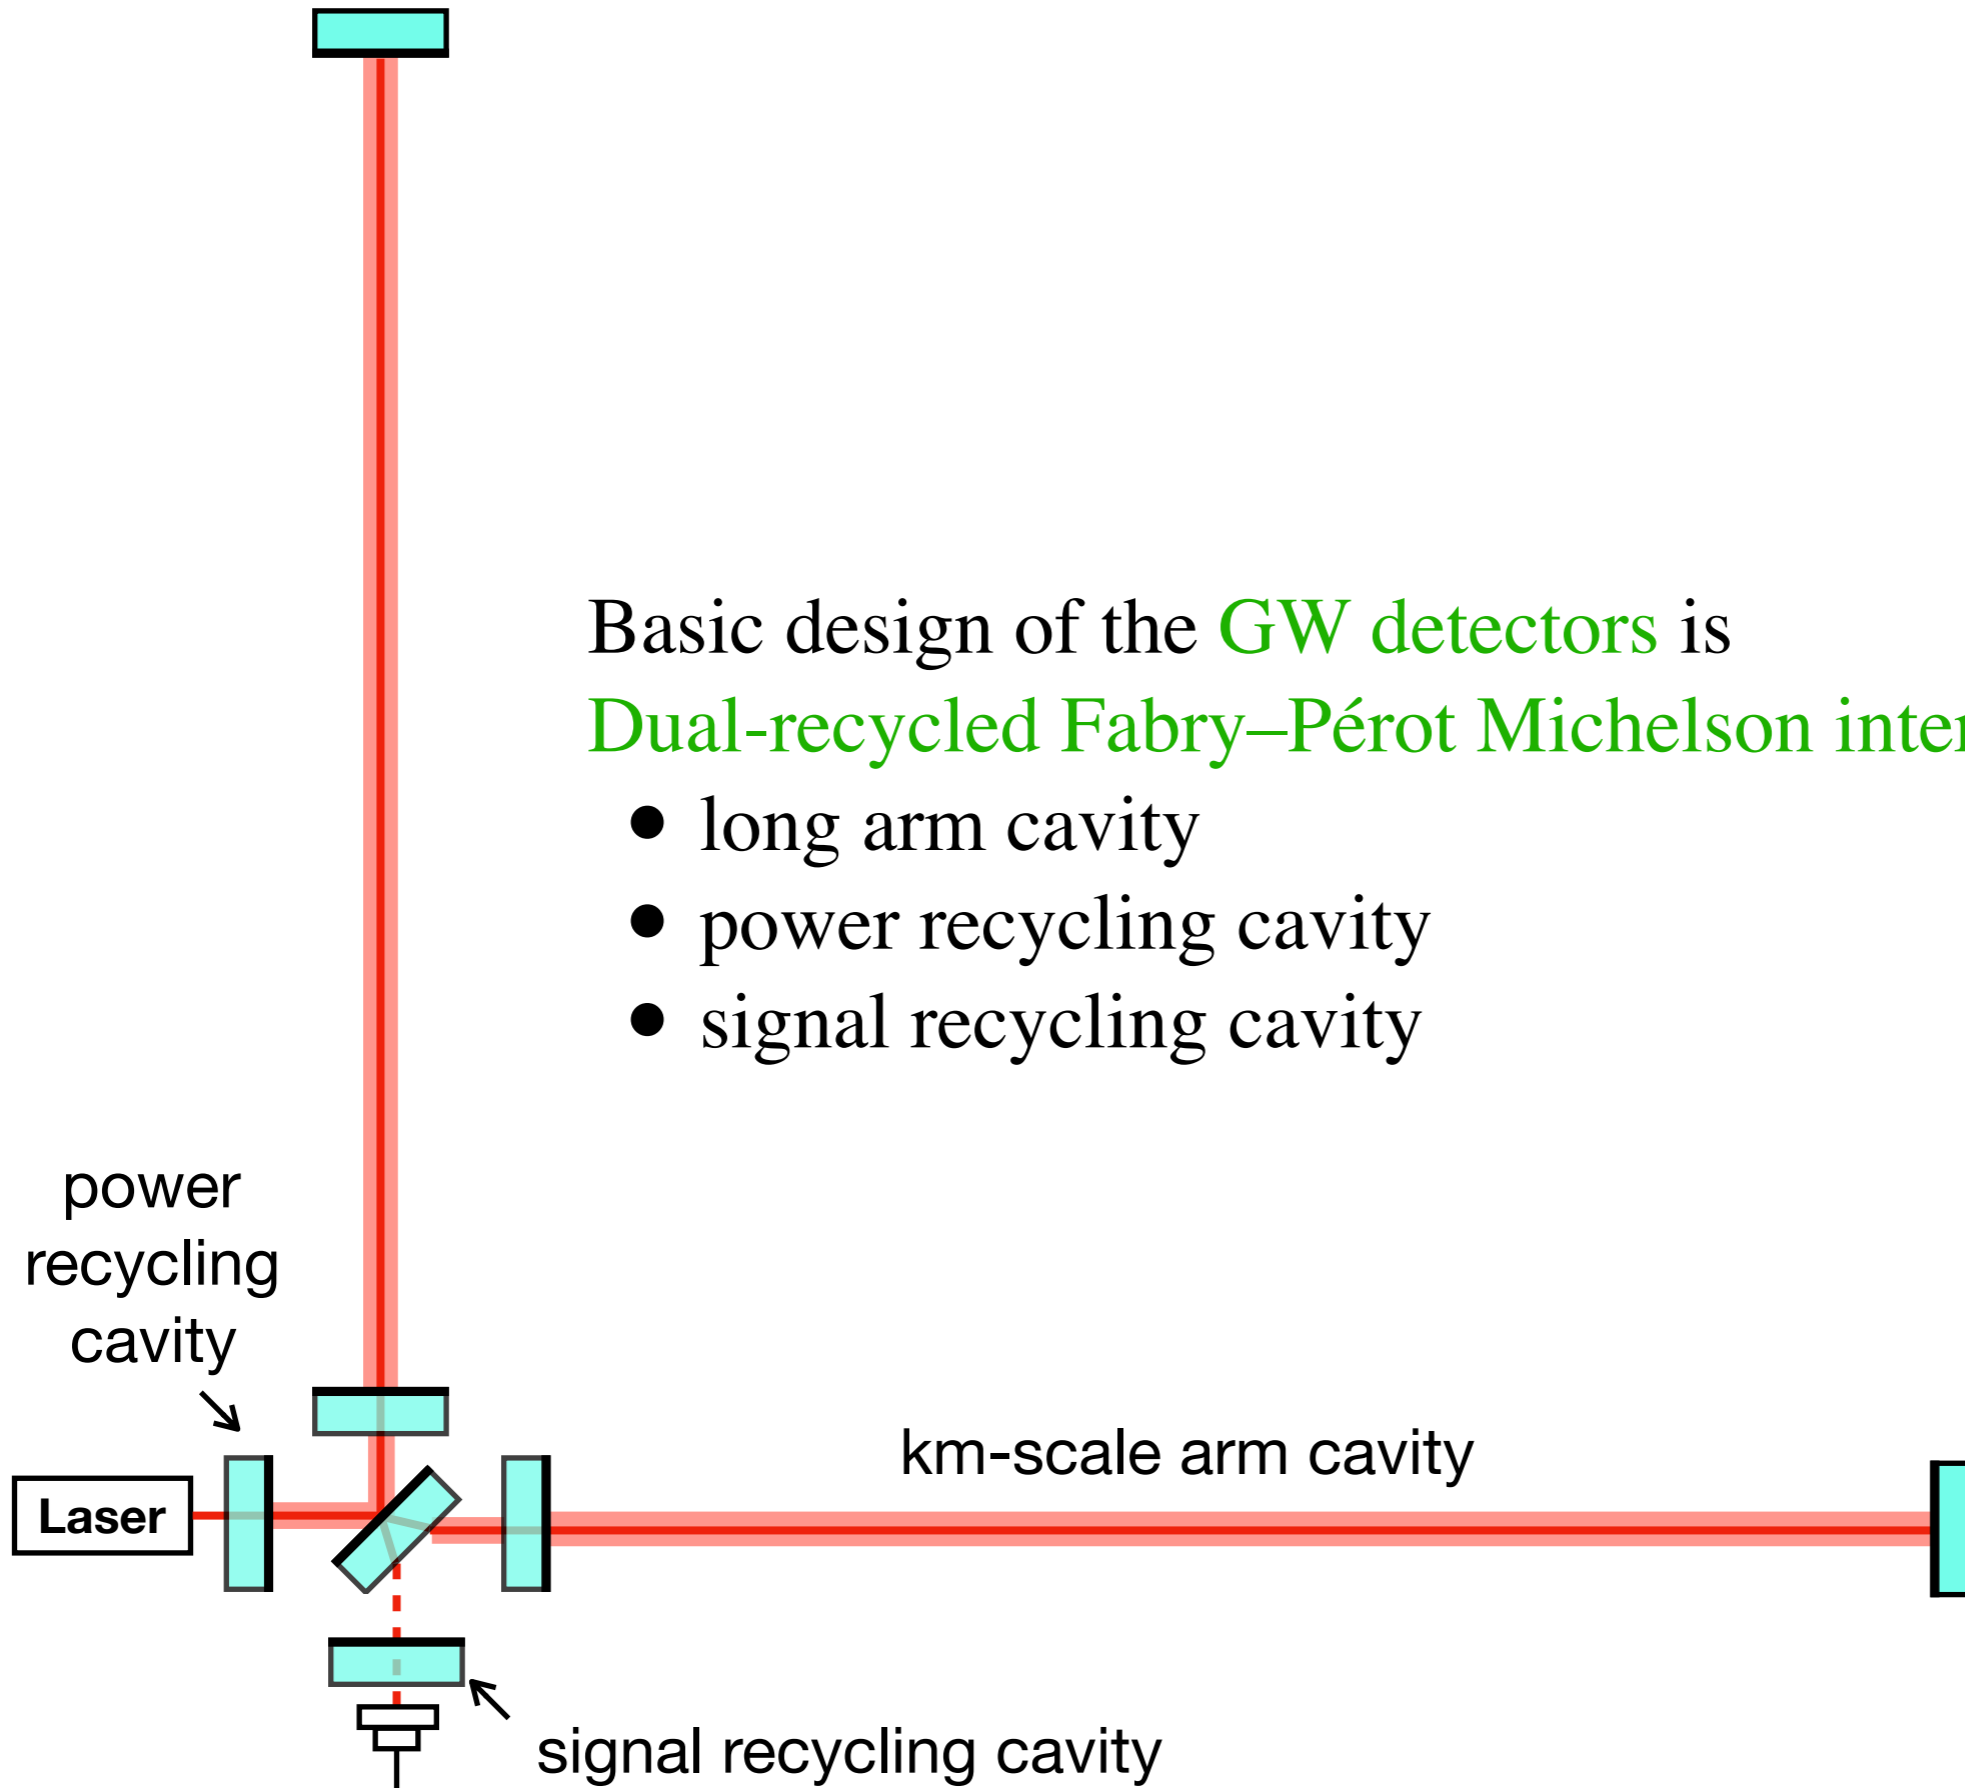 Basic design of the GW detectors is
Dual-recycled Fabry–Pérot Michelson inter
• long arm cavity
• power recycling cavity
• signal recycling cavity
power
recycling
cavity
km-scale arm cavity
Laser
signal recycling cavity